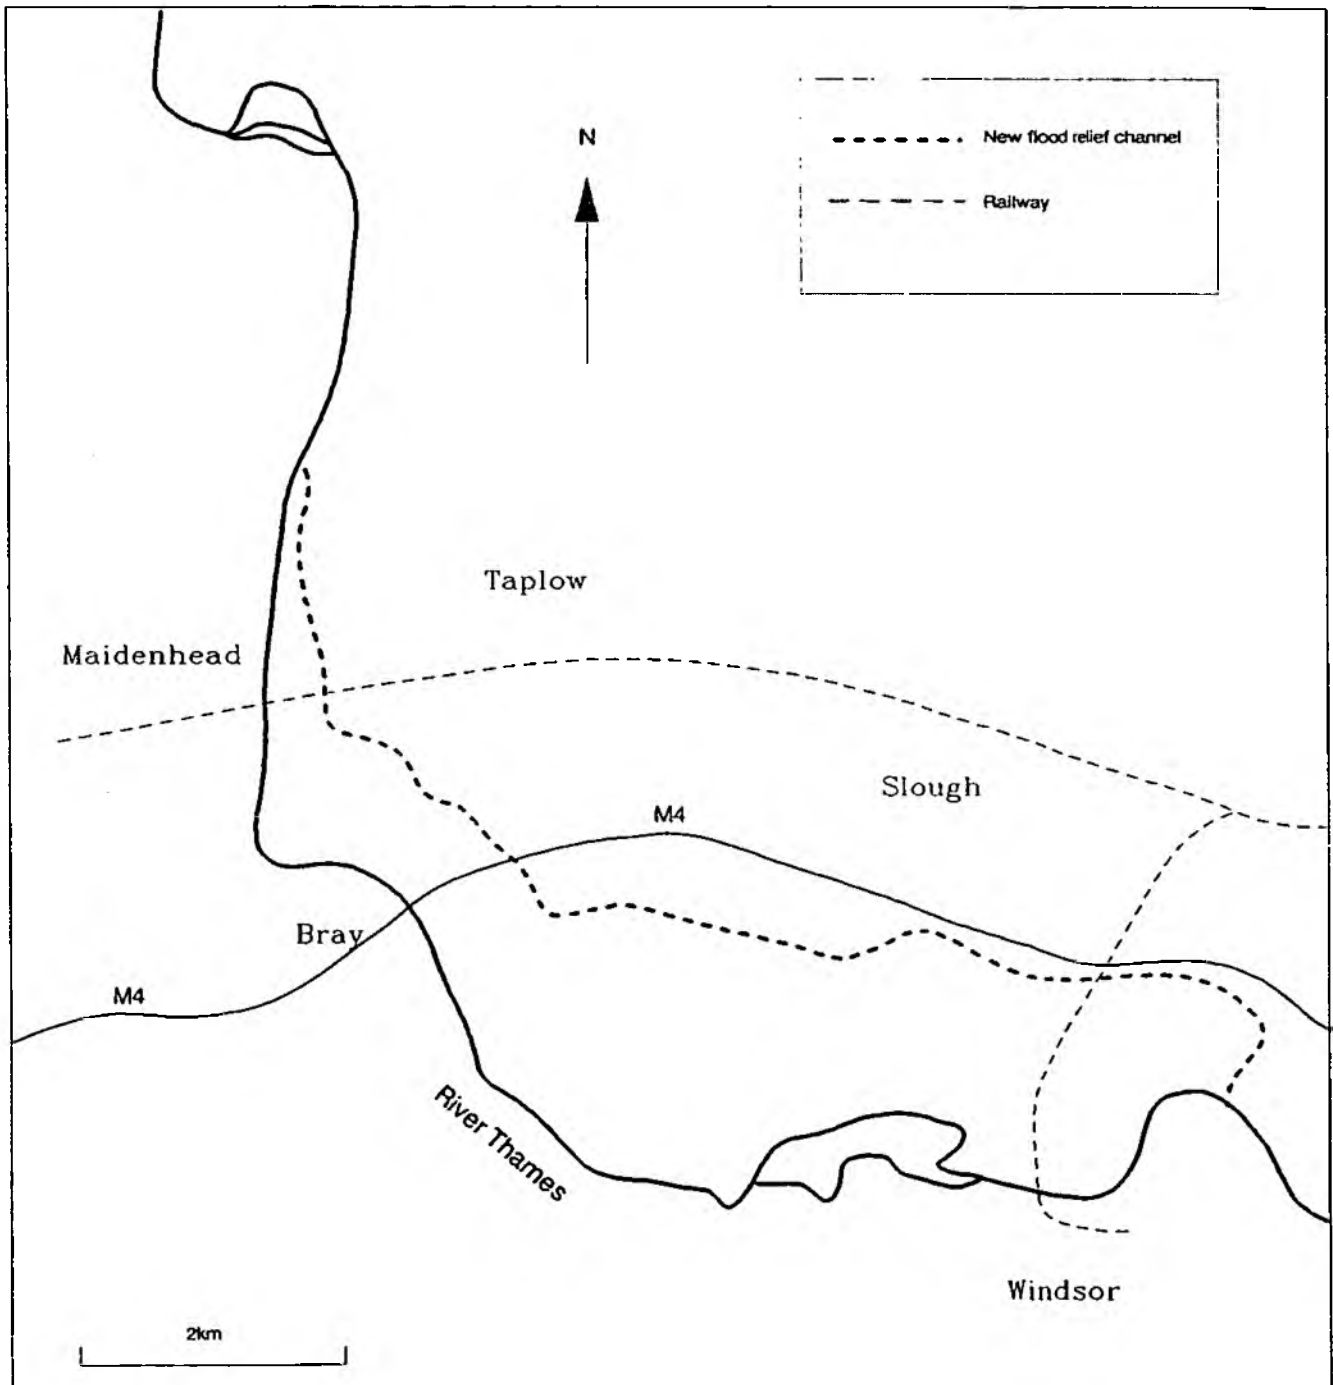 N
New flood relief channel
Railway
Taplow
Maidenhead
Slough
M4
Bray
M4
River Thames
Windsor
2km